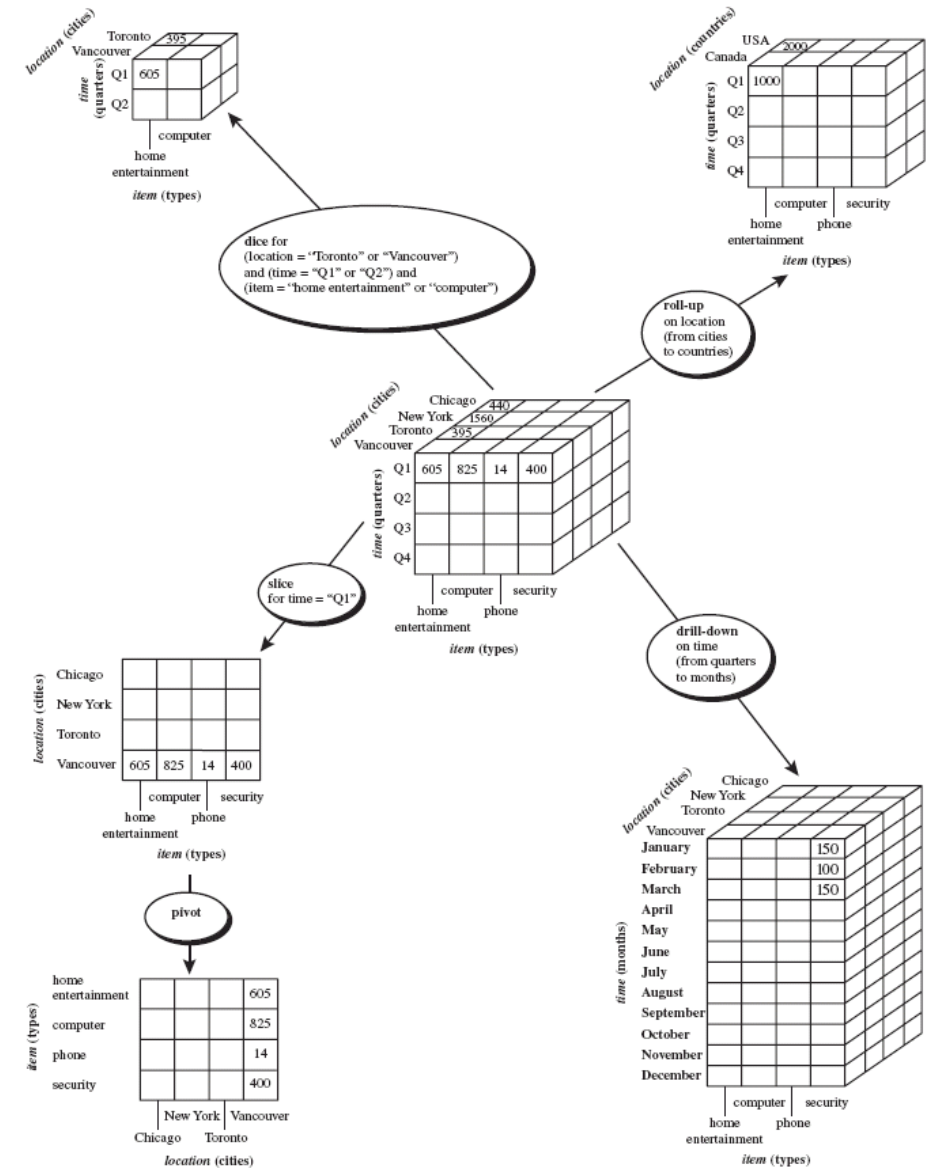 location (cities)
Toronto 395
Vancouver
time
(quarters)
Q1 605
Q2
computer
home
entertainment
item (types)
location (countries)
USA 2000
Canada
time (quarters)
Q1 1000
Q2
Q3
Q4
computer security
home phone
entertainment
item (types)
dice for
(location = “Toronto” or “Vancouver”)
and (time = “Q1” or “Q2”) and
(item = “home entertainment” or “computer”)
roll-up
on location
(from cities
to countries)
location (cities)
Chicago 440
New York 1560
Toronto 395
Vancouver
time (quarters)
Q1 605 825 14 400
Q2
Q3
Q4
computer security
home phone
entertainment
item (types)
slice
for time = “Q1”
drill-down
on time
(from quarters
to months)
location (cities)
Chicago
New York
Toronto
Vancouver 605 825 14 400
computer security
home phone
entertainment
item (types)
pivot
item (types)
home
entertainment 605
computer 825
phone 14
security 400
New York Vancouver
Chicago Toronto
location (cities)
location (cities)
Chicago
New York
Toronto
Vancouver
time (months)
January 150
February 100
March 150
April
May
June
July
August
September
October
November
December
computer security
home phone
entertainment
item (types)